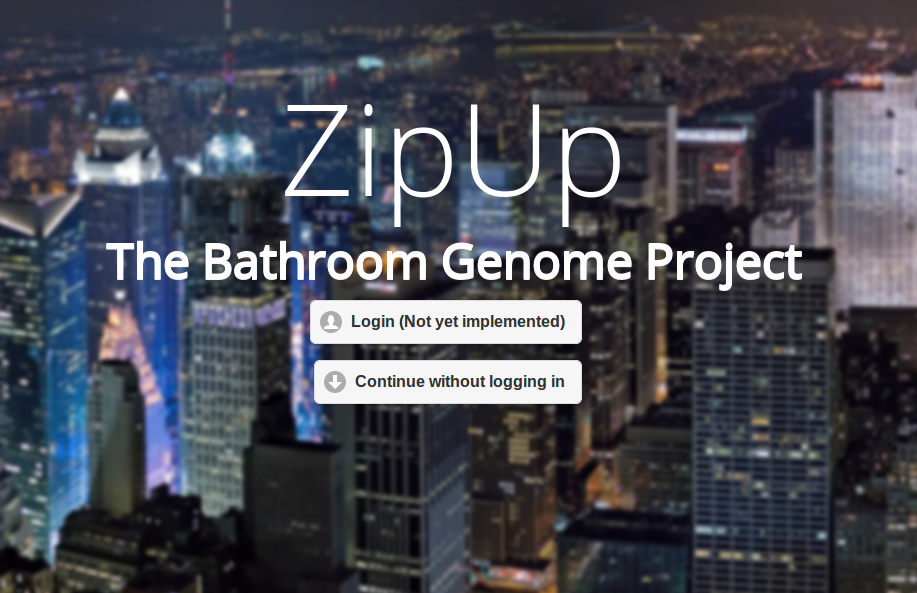 ZipUp
The Bathroom Genome Project
Login (Not yet implemented)
Continue without logging in